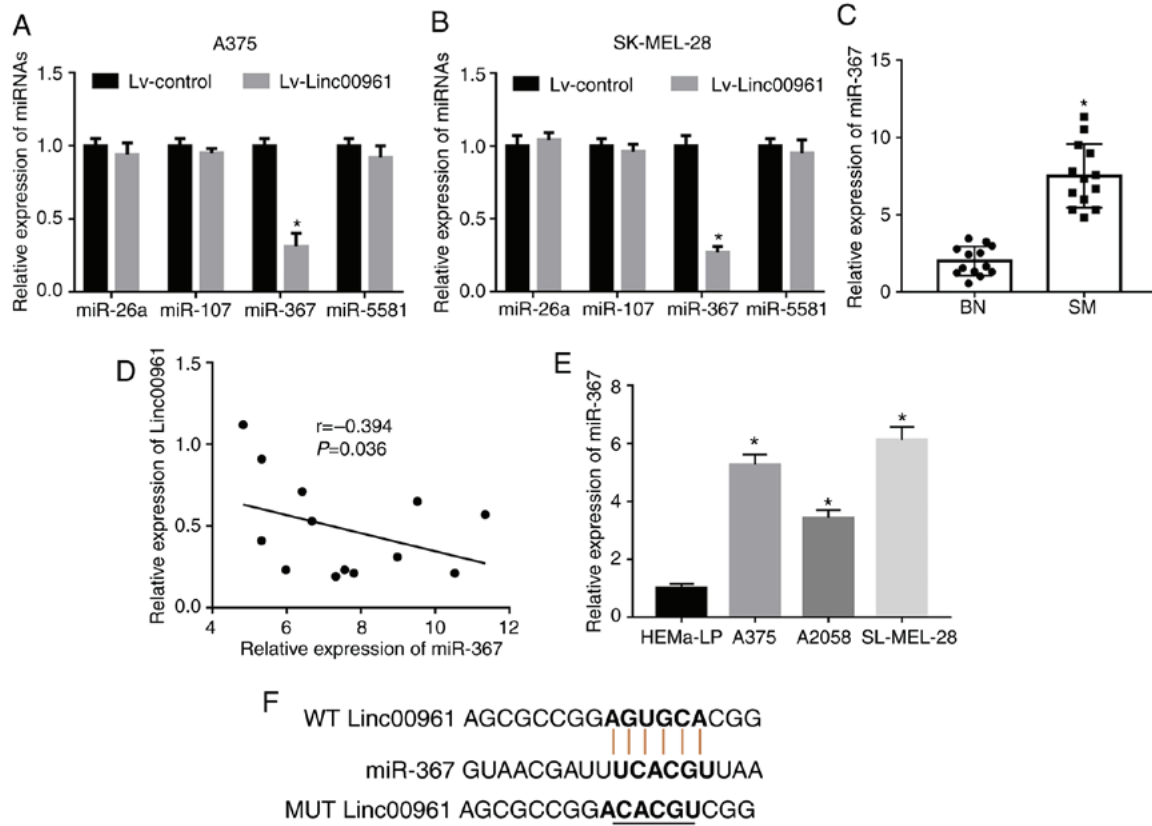 A
A375
Relative expression of miRNAs
1.5
1.0
0.5
0.0
Lv-control
Lv-Linc00961
*
miR-26a miR-107 miR-367 miR-5581
B
SK-MEL-28
Relative expression of miRNAs
1.5
1.0
0.5
0.0
Lv-control
Lv-Linc00961
*
miR-26a miR-107 miR-367 miR-5581
C
Relative expression of miR-367
15
10
5
0
*
BN SM
D
Relative expression of Linc00961
1.5
1.0
0.5
0.0
r=−0.394
P=0.036
4 6 8 10 12
Relative expression of miR-367
E
Relative expression of miR-367
8
6
4
2
0
*
*
*
HEMa-LP A375 A2058 SL-MEL-28
F
WT Linc00961 AGCGCCGGAGUGCACGG
miR-367 GUAACGAUUUCACGUUAA
MUT Linc00961 AGCGCCGGACACGUCGG